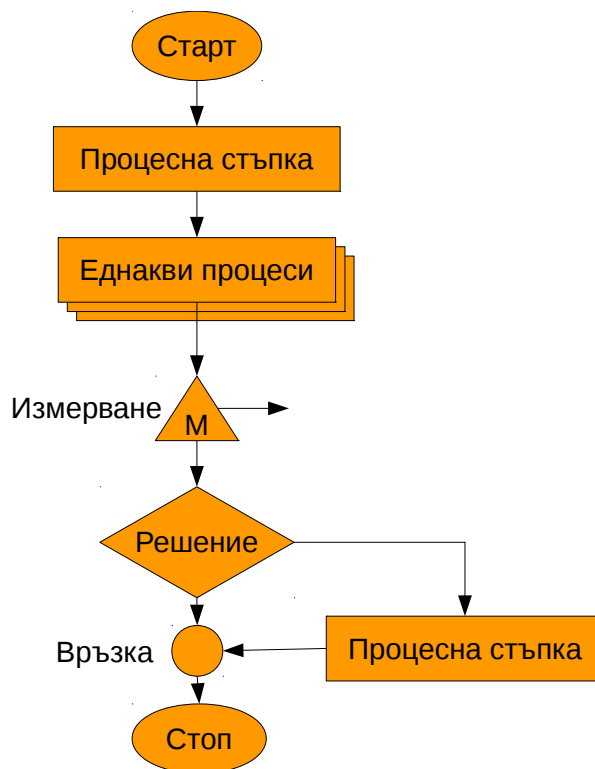 Старт
Процесна стъпка
Еднакви процеси
Измерване
М
Решение
Връзка
Процесна стъпка
Стоп